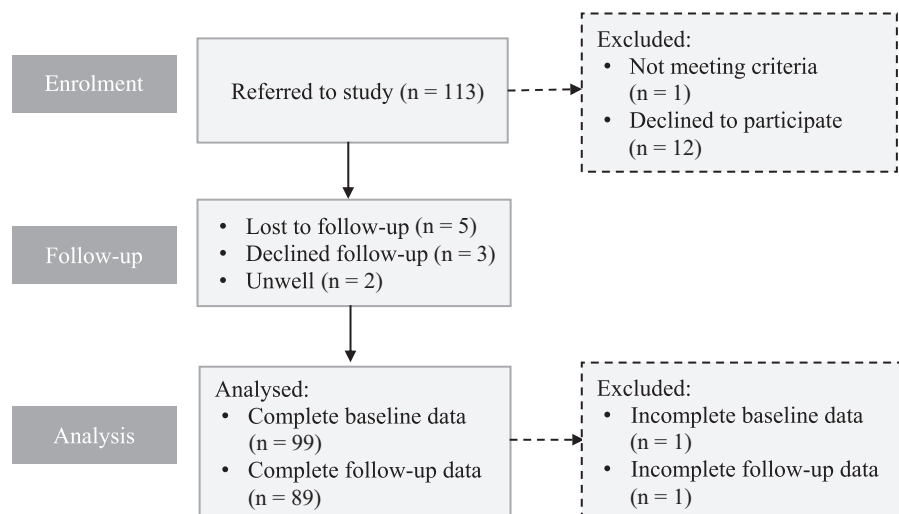 Enrolment
Referred to study (n = 113)
Excluded:
• Not meeting criteria
(n = 1)
• Declined to participate
(n = 12)
Follow-up
• Lost to follow-up (n = 5)
• Declined follow-up (n = 3)
• Unwell (n = 2)
Analysis
Analysed:
• Complete baseline data
(n = 99)
• Complete follow-up data
(n = 89)
Excluded:
• Incomplete baseline data
(n = 1)
• Incomplete follow-up data
(n = 1)